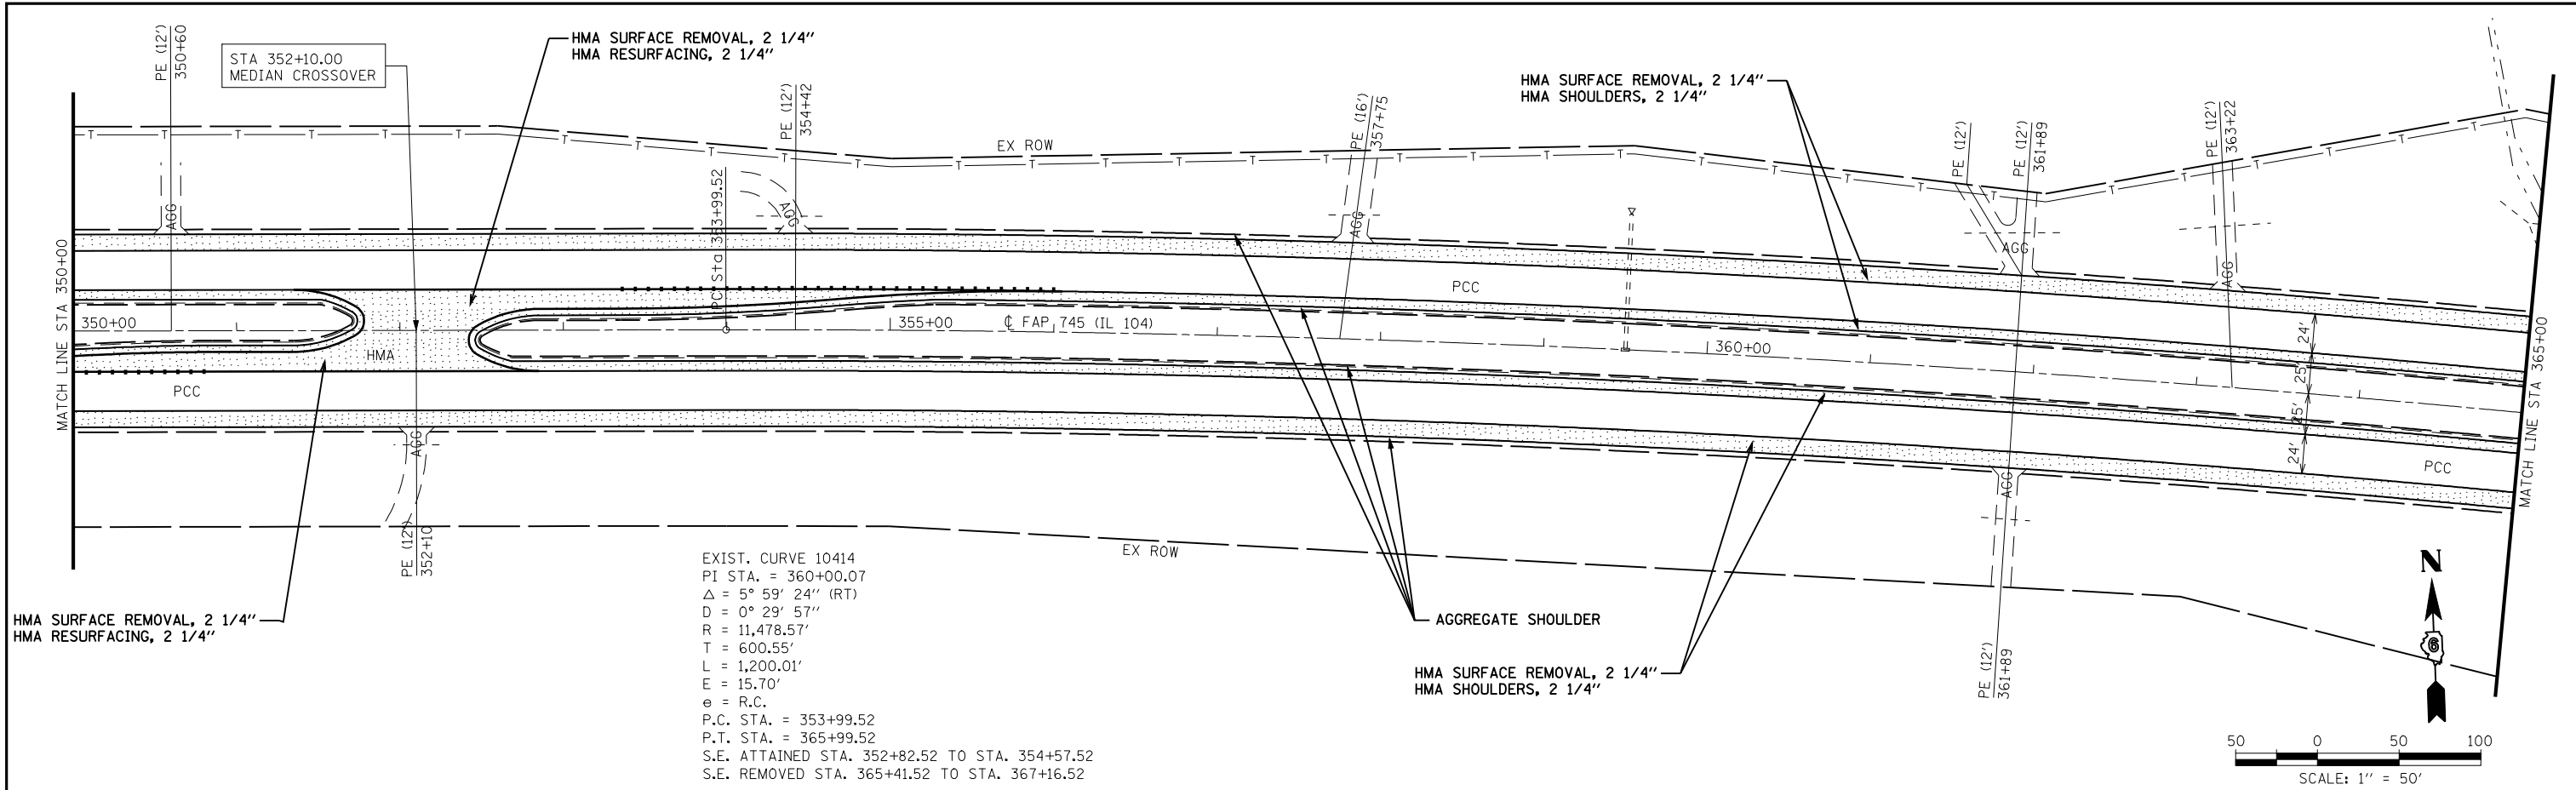 PE (12')
350+60
STA 352+10.00
MEDIAN CROSSOVER
HMA SURFACE REMOVAL, 2 1/4"
HMA RESURFACING, 2 1/4"
PE (12')
354+42
PE (16')
357+75
HMA SURFACE REMOVAL, 2 1/4"
HMA SHOULDERS, 2 1/4"
PE (12')
PE (12')
361+89
PE (12')
363+22
EX ROW
T T T T T T T T T T T T T T T T T T T T T T T T T T T T T T
AGG
AGG
AGG
AGG
AGG
MATCH LINE STA 350+00
PC Sta 353+99.52
PCC
350+00
355+00
℄ FAP 745 (IL 104)
360+00
HMA
PCC
24'
25'
25'
24'
PCC
MATCH LINE STA 365+00
AGG
AGG
PE (12')
352+10
EX ROW
EXIST. CURVE 10414
PI STA. = 360+00.07
△ = 5° 59' 24" (RT)
D = 0° 29' 57"
R = 11,478.57'
T = 600.55'
L = 1,200.01'
E = 15.70'
e = R.C.
P.C. STA. = 353+99.52
P.T. STA. = 365+99.52
S.E. ATTAINED STA. 352+82.52 TO STA. 354+57.52
S.E. REMOVED STA. 365+41.52 TO STA. 367+16.52
HMA SURFACE REMOVAL, 2 1/4"
HMA RESURFACING, 2 1/4"
AGGREGATE SHOULDER
HMA SURFACE REMOVAL, 2 1/4"
HMA SHOULDERS, 2 1/4"
PE (12')
361+89
N
6
50 0 50 100
SCALE: 1" = 50'